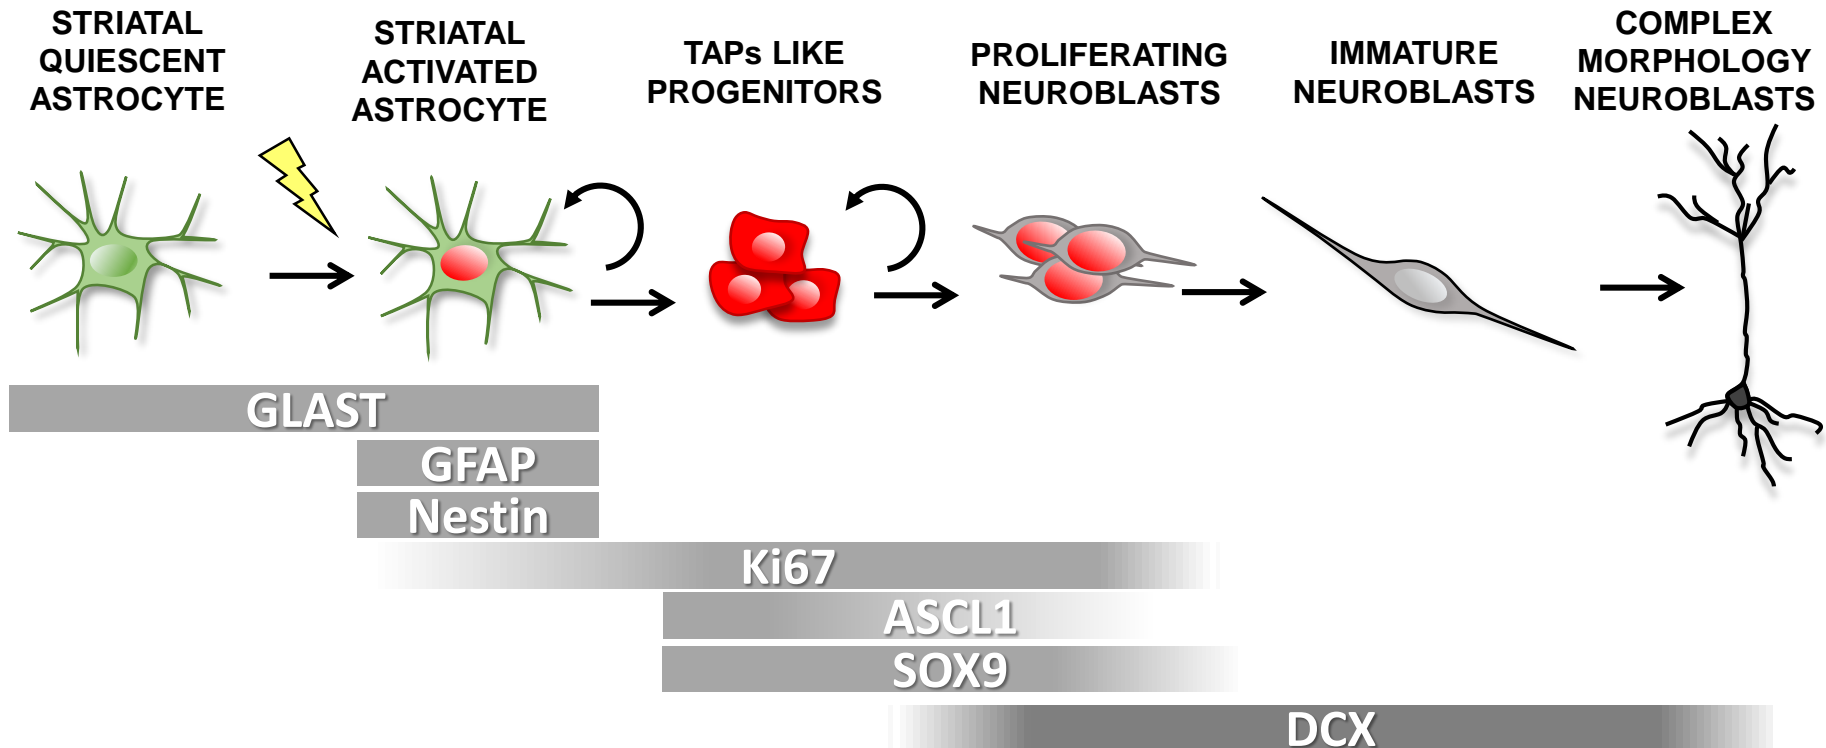 STRIATAL
QUIESCENT
ASTROCYTE
STRIATAL
ACTIVATED
ASTROCYTE
TAPs LIKE
PROGENITORS
PROLIFERATING
NEUROBLASTS
IMMATURE
NEUROBLASTS
COMPLEX
MORPHOLOGY
NEUROBLASTS
GLAST
GFAP
Nestin
Ki67
ASCL1
SOX9
DCX